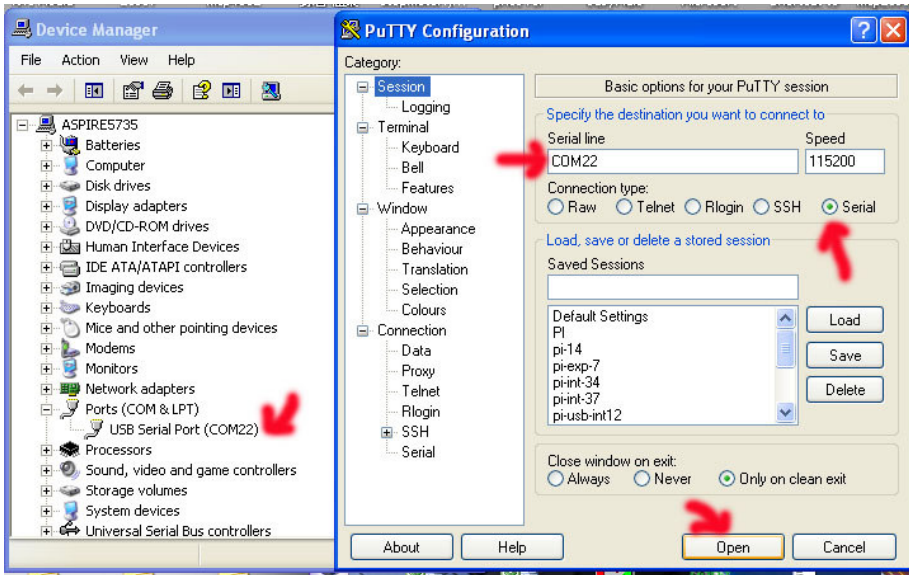 Device Manager
File Action View Help
ASPIRE5735
Batteries
Computer
Disk drives
Display adapters
DVD/CD-ROM drives
Human Interface Devices
IDE ATA/ATAPI controllers
Imaging devices
Keyboards
Mice and other pointing devices
Modems
Monitors
Network adapters
Ports (COM & LPT)
USB Serial Port (COM22)
Processors
Sound, video and game controllers
Storage volumes
System devices
Universal Serial Bus controllers
PuTTY Configuration
Category:
Session
Logging
Terminal
Keyboard
Bell
Features
Window
Appearance
Behaviour
Translation
Selection
Colours
Connection
Data
Proxy
Telnet
Rlogin
SSH
Serial
Basic options for your PuTTY session
Specify the destination you want to connect to
Serial line Speed
COM22 115200
Connection type:
Raw Telnet Rlogin SSH Serial
Load, save or delete a stored session
Saved Sessions
Default Settings
PI
pi-14
pi-exp-7
pi-int-34
pi-int-37
pi-usb-int12
Load
Save
Delete
Close window on exit:
Always Never Only on clean exit
About Help Open Cancel